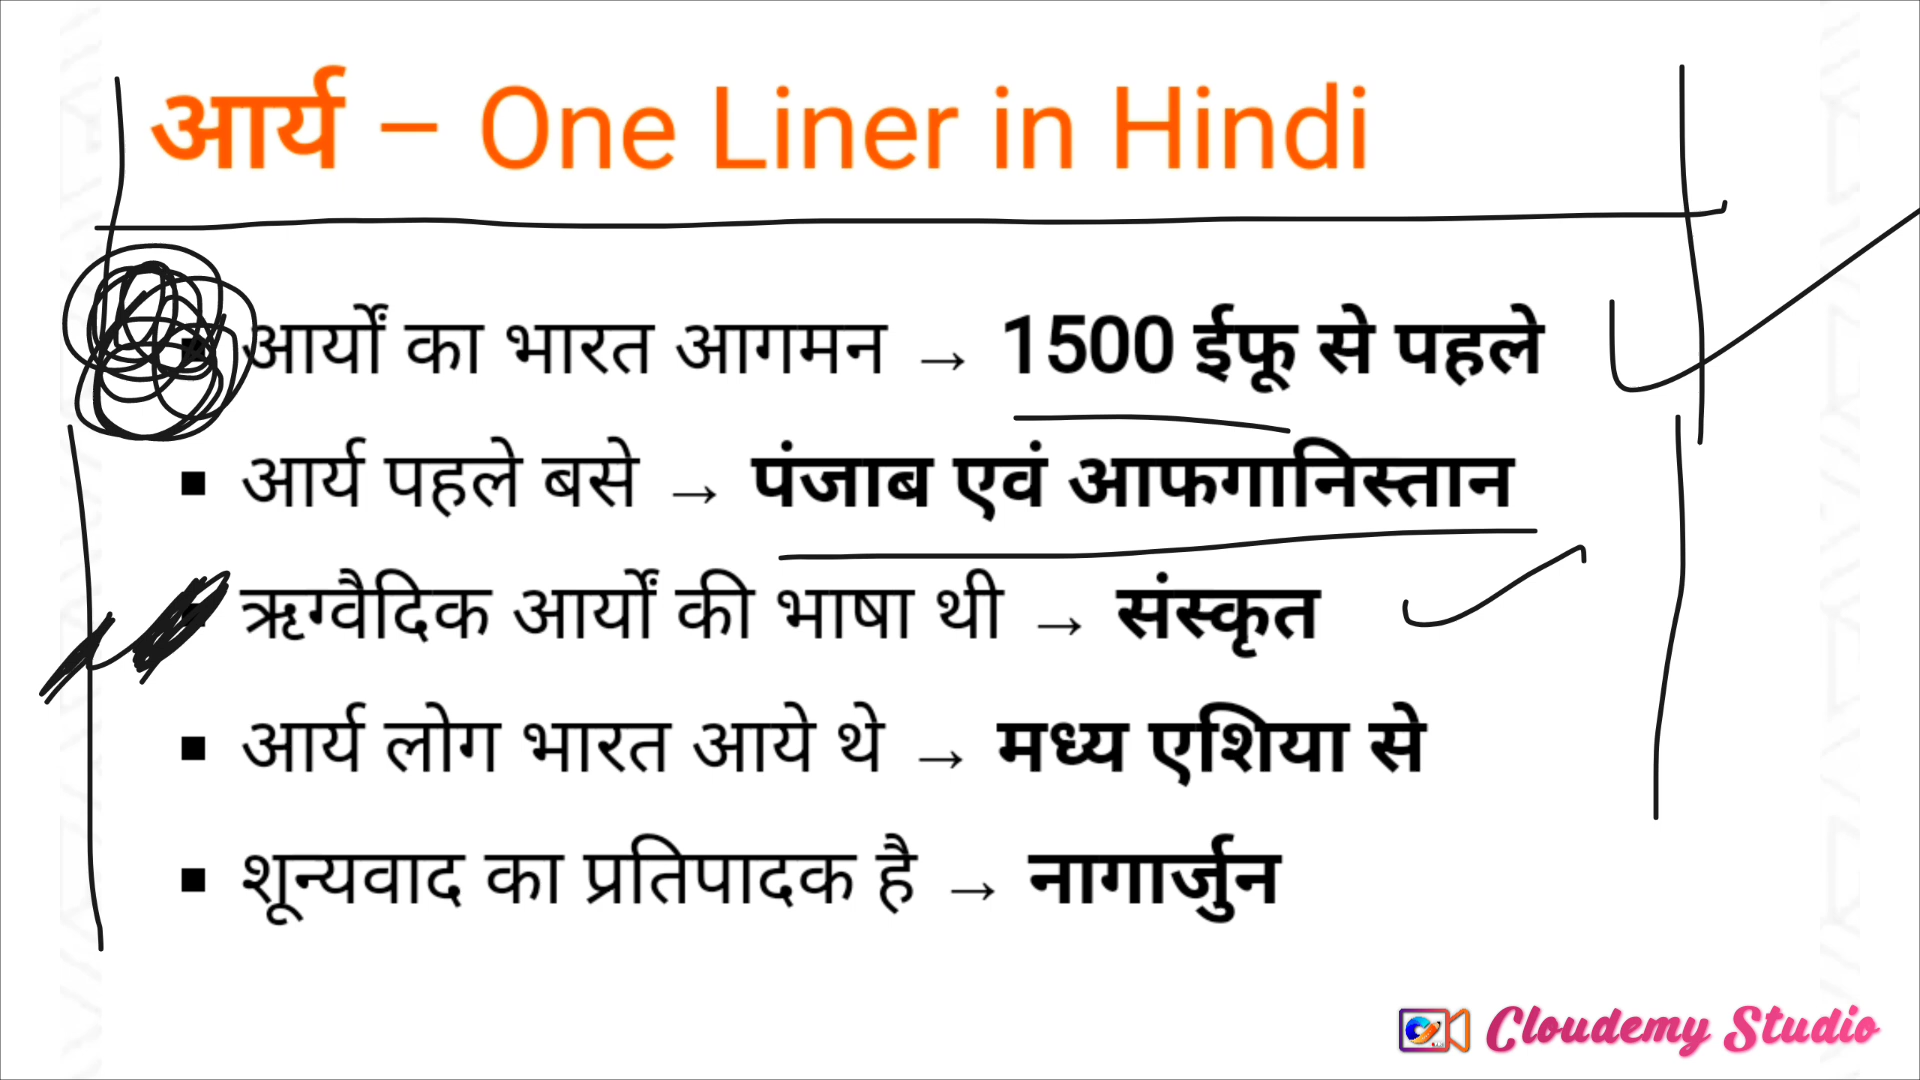 आर्य – One Liner in Hindi
▪ आर्यों का भारत आगमन → 1500 ईफू से पहले
▪ आर्य पहले बसे → पंजाब एवं आफगानिस्तान
▪ ऋग्वैदिक आर्यों की भाषा थी → संस्कृत
▪ आर्य लोग भारत आये थे → मध्य एशिया से
▪ शून्यवाद का प्रतिपादक है → नागार्जुन
Cloudemy Studio